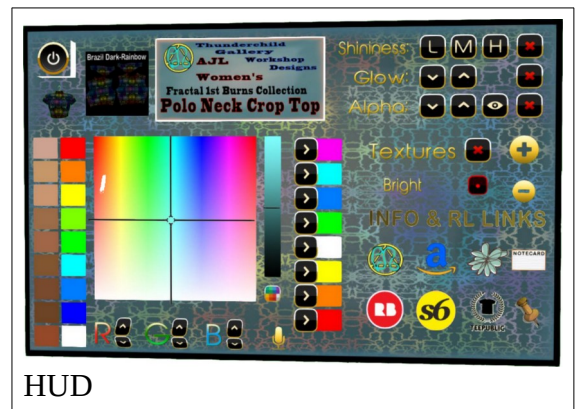 Brazil Dark-Rainbow
Thunderchild
Gallery
AJL Workshop
Designs
Women's
Fractal 1st Burns Collection
Polo Neck Crop Top
Shininess: L M H
Glow:
Alpha:
Textures
Bright
INFO & RL LINKS
a
NOTECARD
RB
s6
TEEPUBLIC
R G B
HUD